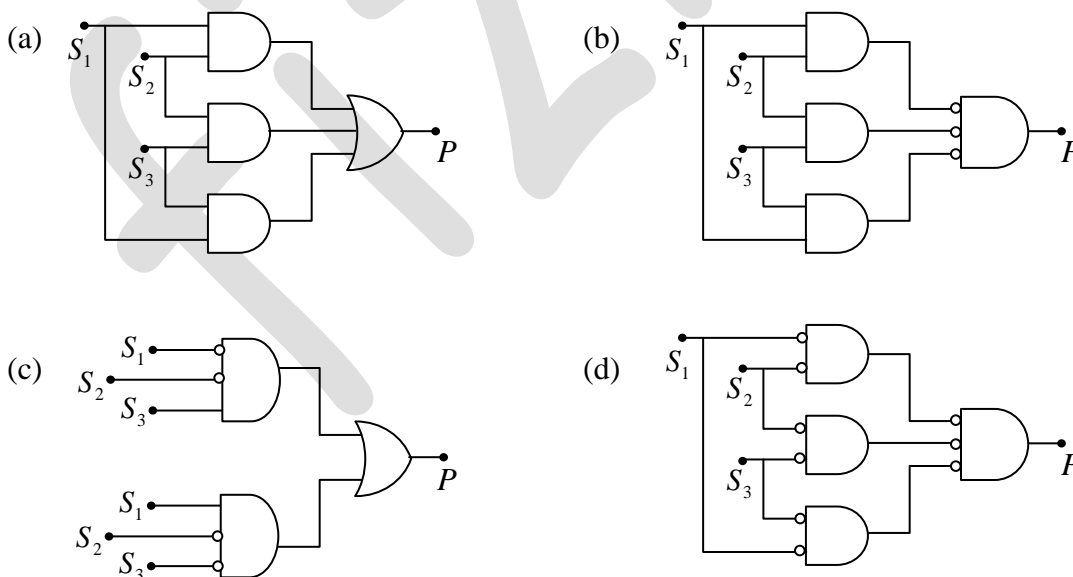 (a) S₁ S₂ S₃ P
(b) S₁ S₂ S₃ P
(c) S₁ S₂ S₃ S₁ S₂ S₃ P
(d) S₁ S₂ S₃ P